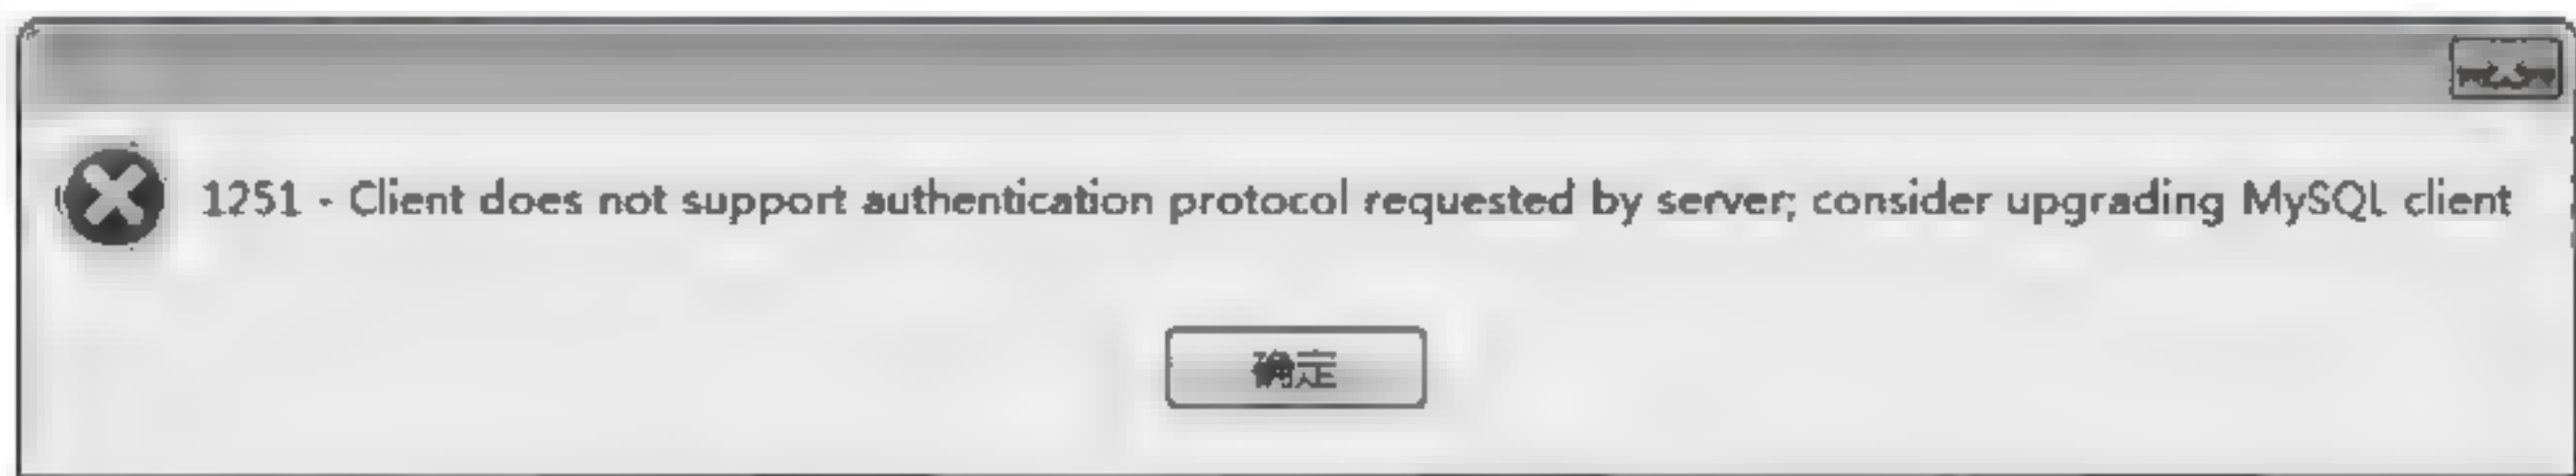 1251 - Client does not support authentication protocol requested by server; consider upgrading MySQL client
确定